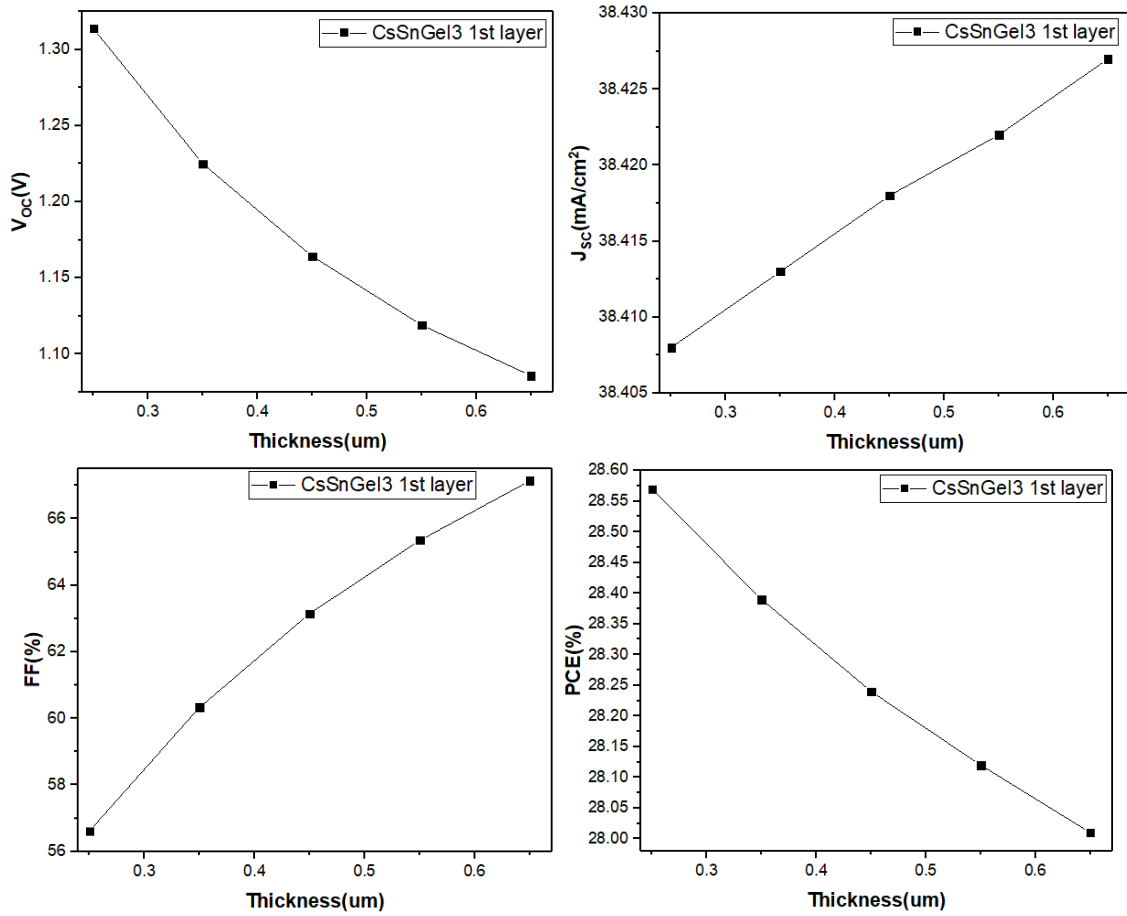 CsSnGeI3 1st layer
1.30
1.25
1.20
1.15
1.10
V_OC(V)
0.3 0.4 0.5 0.6
Thickness(um)
CsSnGeI3 1st layer
38.430
38.425
38.420
38.415
38.410
38.405
J_SC(mA/cm²)
0.3 0.4 0.5 0.6
Thickness(um)
CsSnGeI3 1st layer
66
64
62
60
58
56
FF(%)
0.3 0.4 0.5 0.6
Thickness(um)
CsSnGeI3 1st layer
28.60
28.55
28.50
28.45
28.40
28.35
28.30
28.25
28.20
28.15
28.10
28.05
28.00
PCE(%)
0.3 0.4 0.5 0.6
Thickness(um)